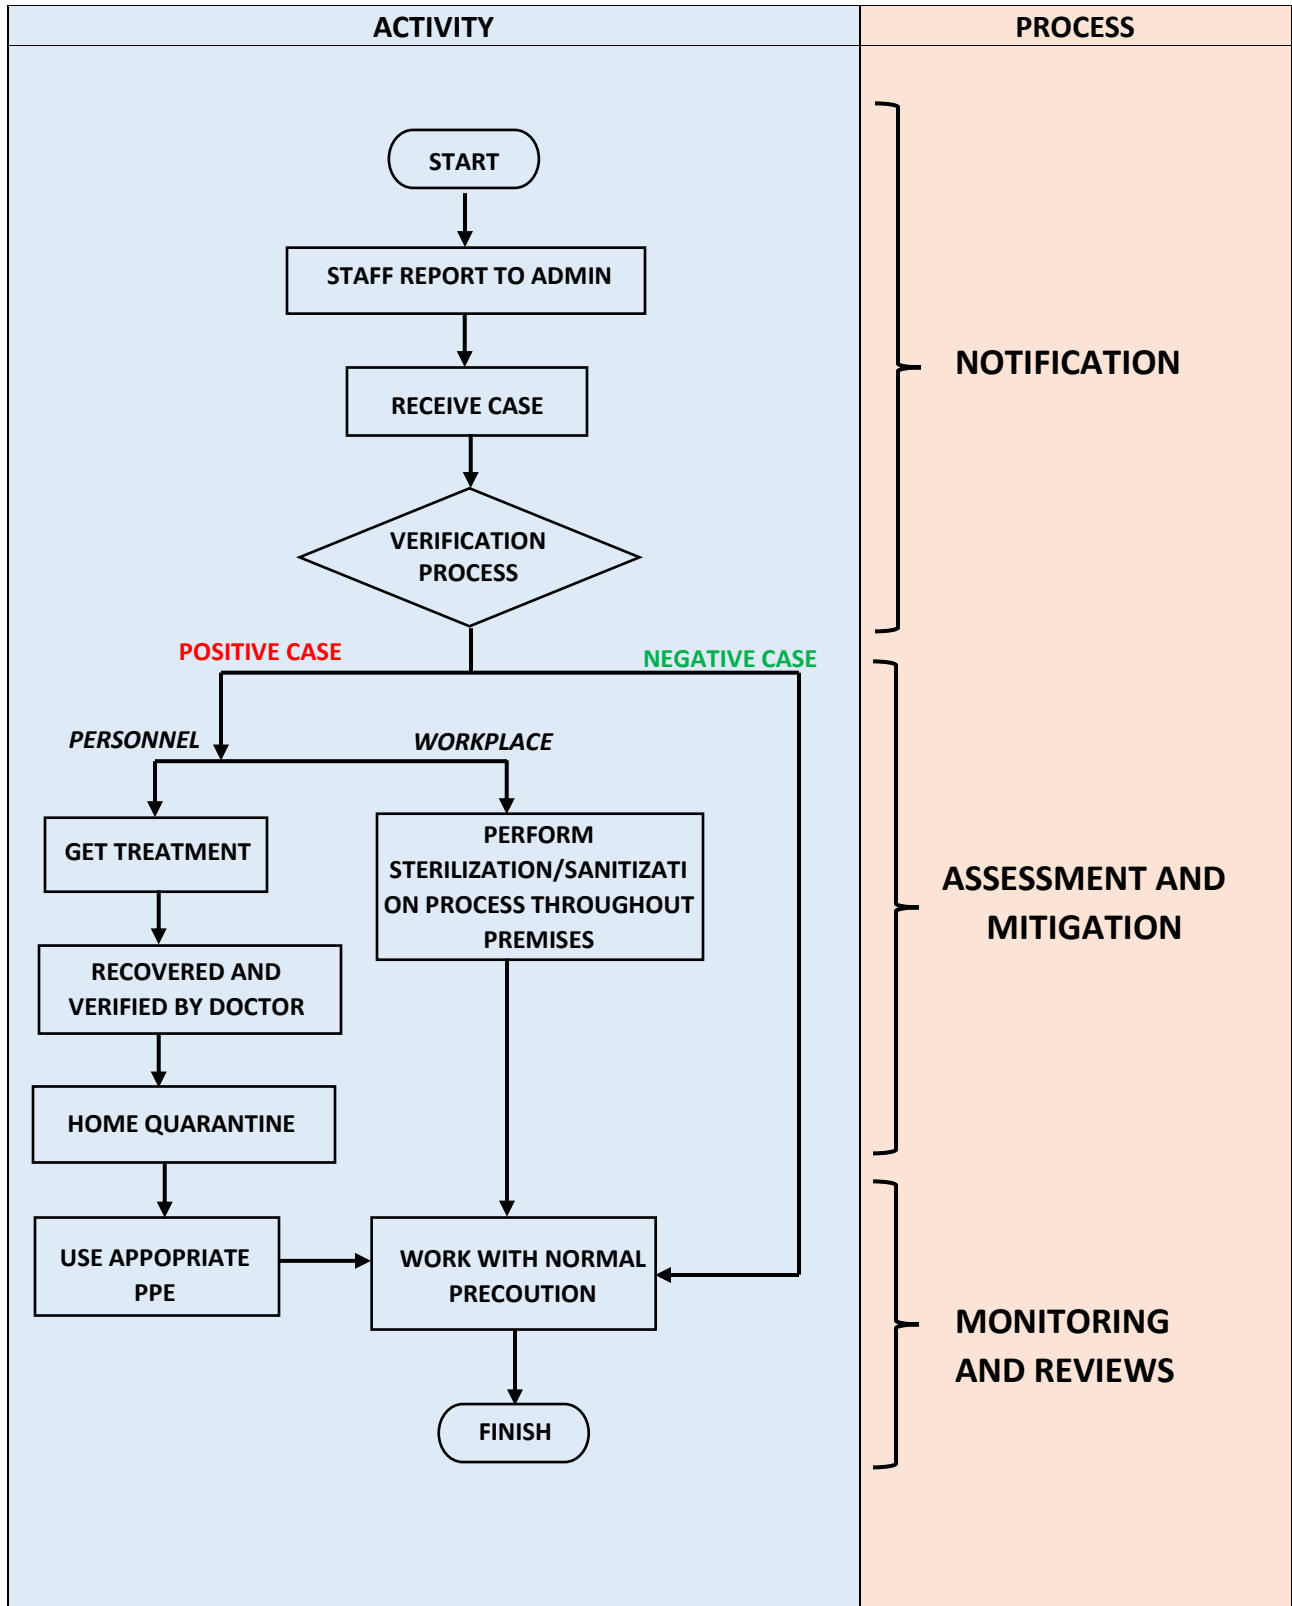 ACTIVITY
PROCESS
START
STAFF REPORT TO ADMIN
RECEIVE CASE
VERIFICATION
PROCESS
NOTIFICATION
POSITIVE CASE
NEGATIVE CASE
PERSONNEL
WORKPLACE
GET TREATMENT
PERFORM
STERILIZATION/SANITIZATI
ON PROCESS THROUGHOUT
PREMISES
RECOVERED AND
VERIFIED BY DOCTOR
HOME QUARANTINE
ASSESSMENT AND
MITIGATION
USE APPOPRIATE
PPE
WORK WITH NORMAL
PRECOUTION
FINISH
MONITORING
AND REVIEWS